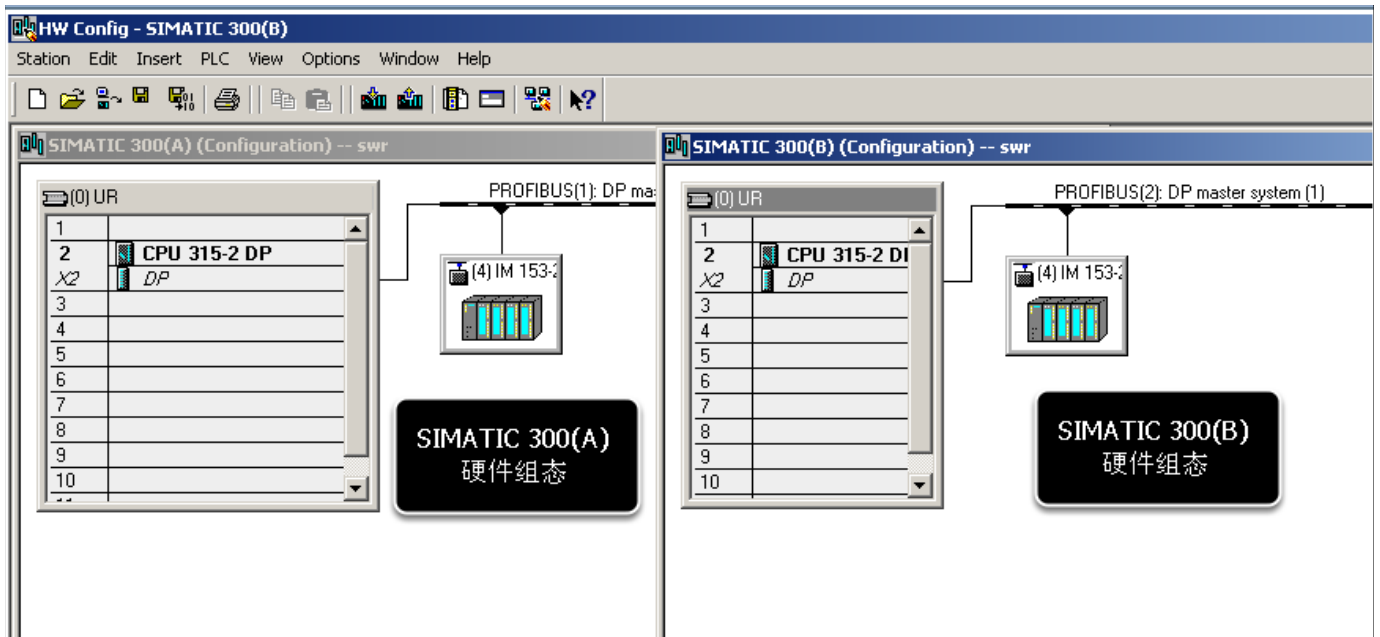 HW Config - SIMATIC 300(B)
Station Edit Insert PLC View Options Window Help
SIMATIC 300(A) (Configuration) -- swr
(0) UR
1
2 CPU 315-2 DP
X2 DP
3
4
5
6
7
8
9
10
PROFIBUS(1): DP mas
(4) IM 153-2
SIMATIC 300(A)
硬件组态
SIMATIC 300(B) (Configuration) -- swr
(0) UR
1
2 CPU 315-2 DP
X2 DP
3
4
5
6
7
8
9
10
PROFIBUS(2): DP master system (1)
(4) IM 153-2
SIMATIC 300(B)
硬件组态